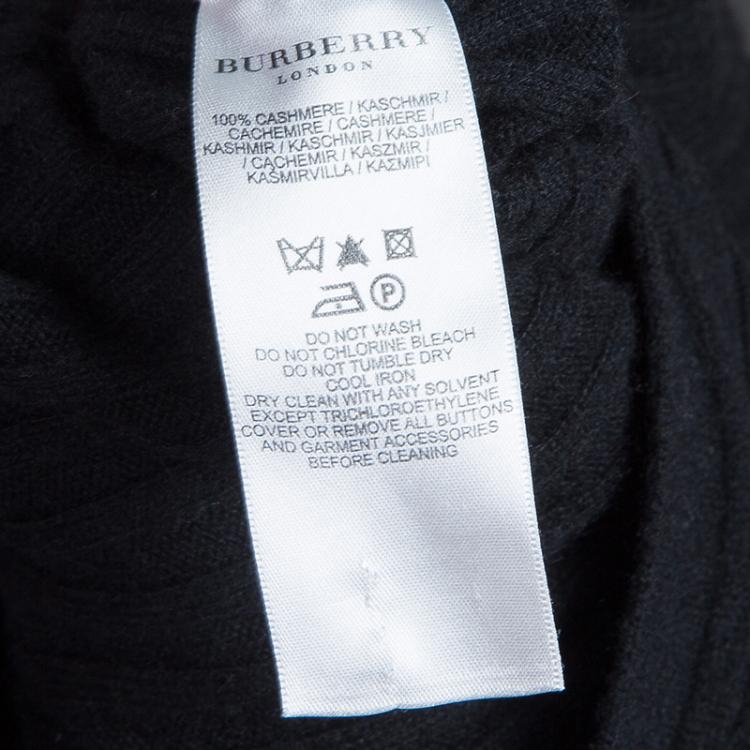 BURBERRY
LONDON
100% CASHMERE / KASCHMIR /
CACHEMIRE / CASHMERE /
KASHMIR / KASCHMIR / KASJMIER
/ CACHEMIR / KASZMIR /
KAŠMIRVILLA / ΚΑΣΜΙΡΙ
P
DO NOT WASH
DO NOT CHLORINE BLEACH
DO NOT TUMBLE DRY
COOL IRON
DRY CLEAN WITH ANY SOLVENT
EXCEPT TRICHLOROETHYLENE
COVER OR REMOVE ALL BUTTONS
AND GARMENT ACCESSORIES
BEFORE CLEANING